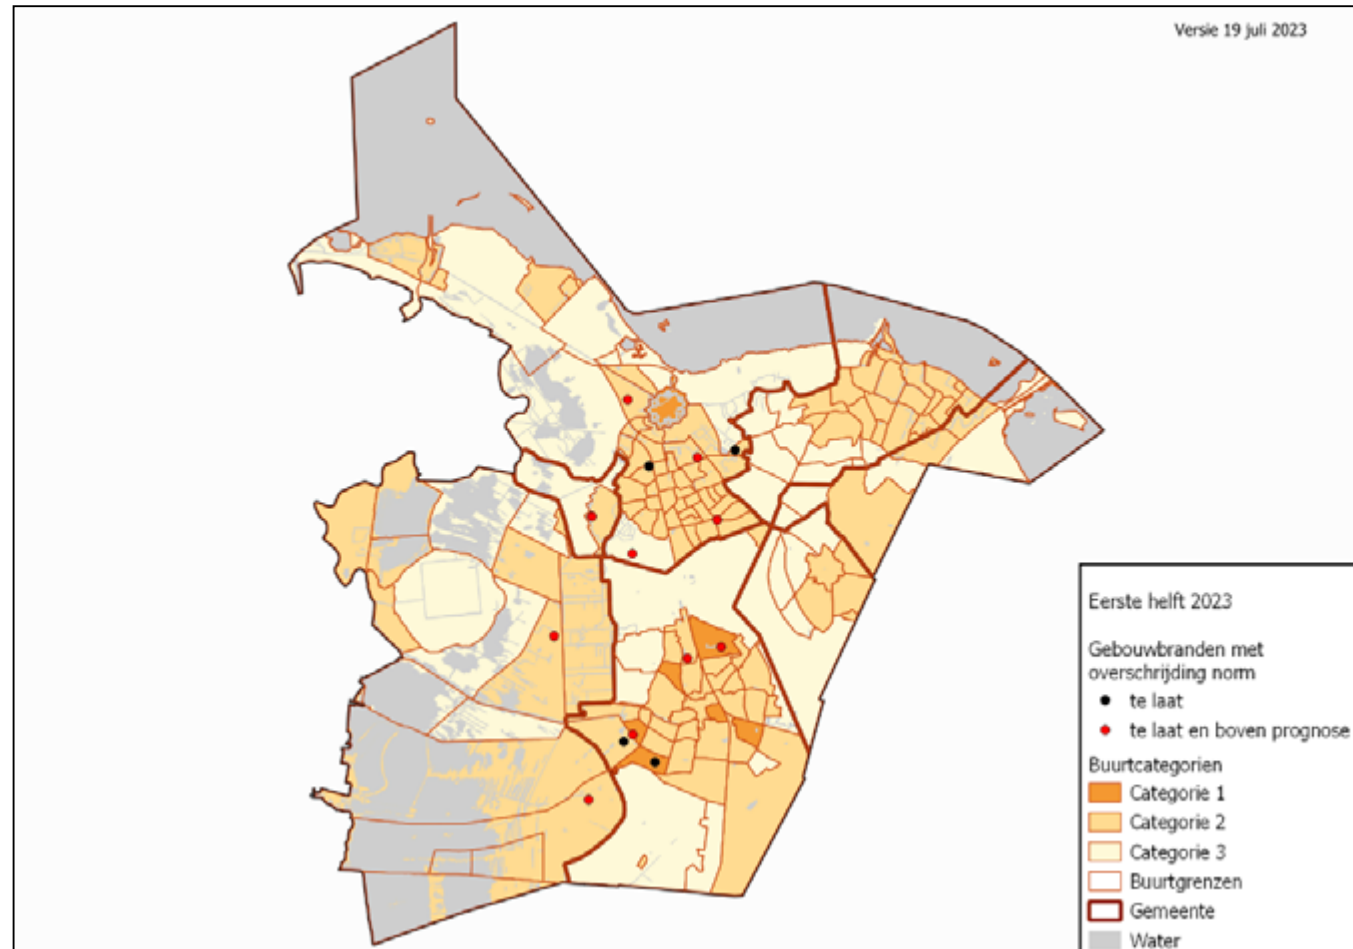 Versie 19 juli 2023
Eerste helft 2023
Gebouwbranden met
overschrijding norm
te laat
te laat en boven prognose
Buurtcategorien
Categorie 1
Categorie 2
Categorie 3
Buurtgrenzen
Gemeente
Water